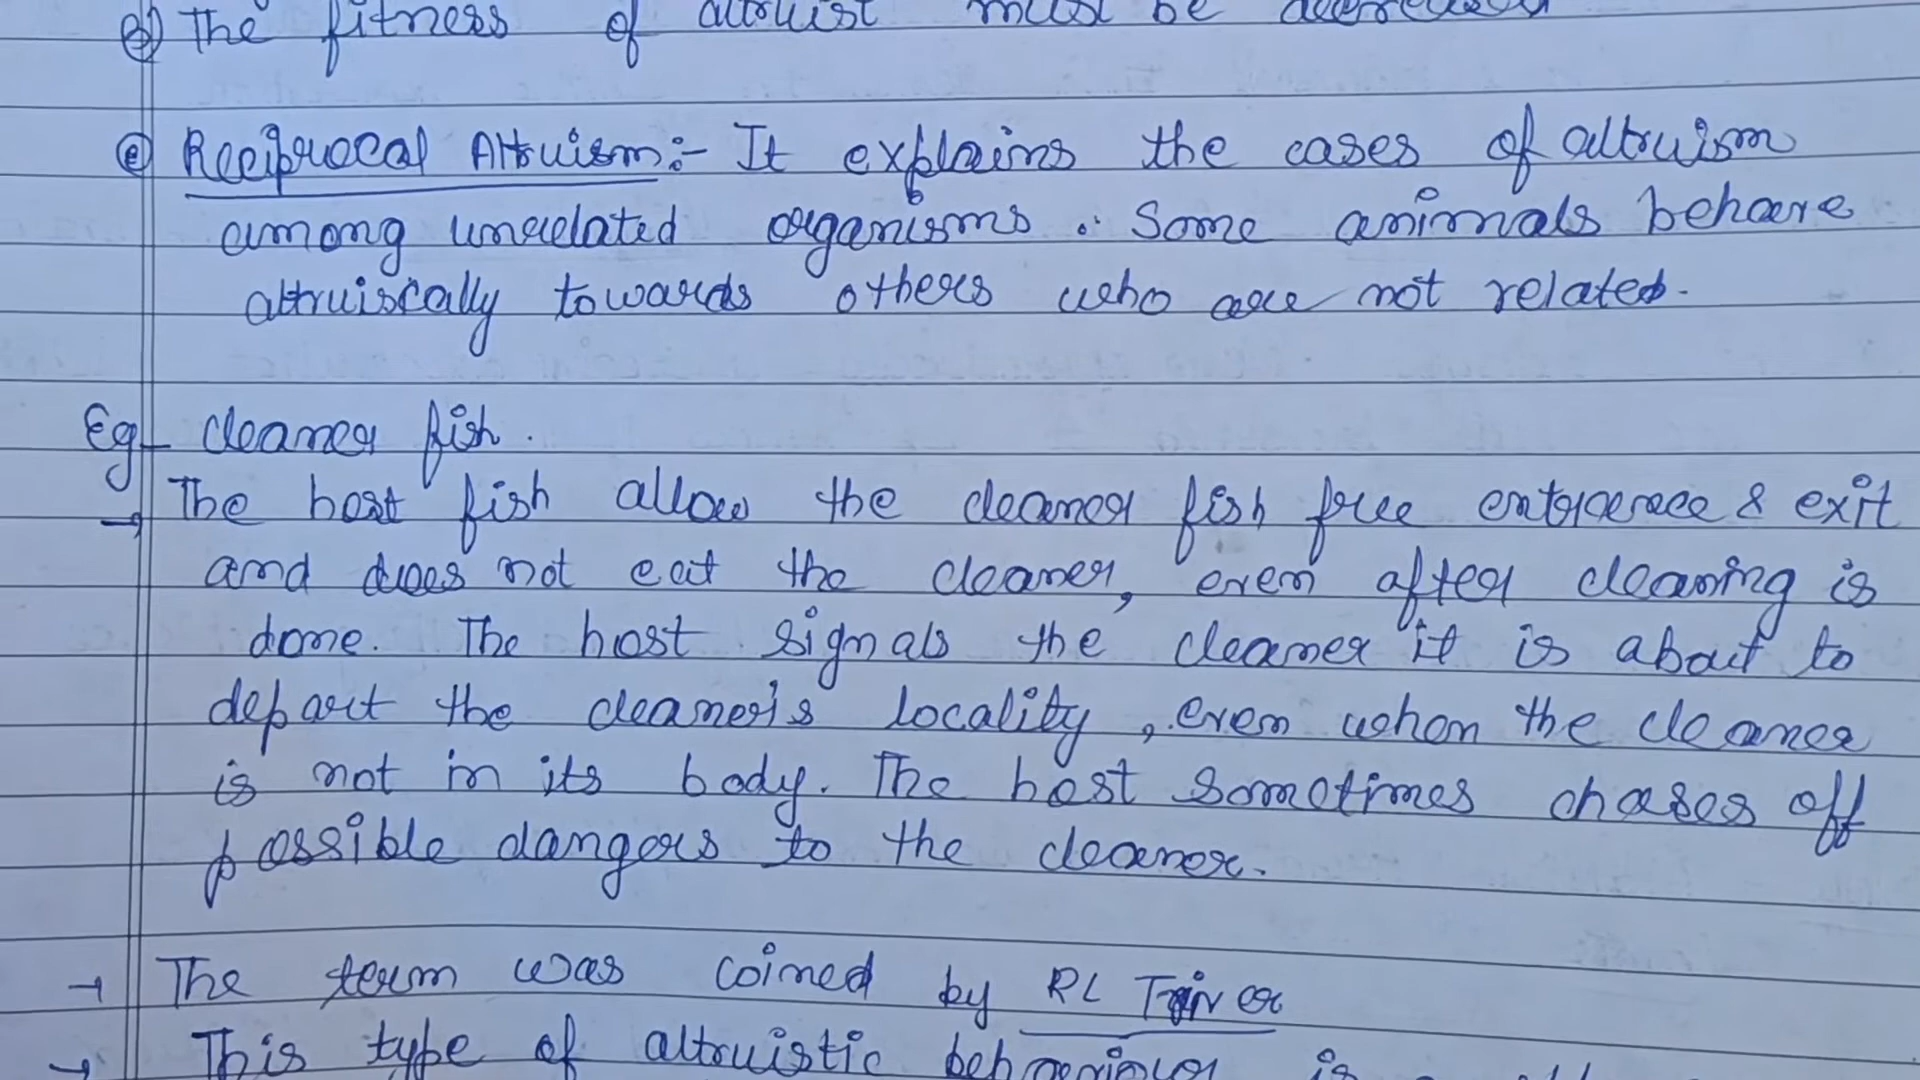 b) The fitness of altruist must be decreased
e) Reciprocal Altruism:- It explains the cases of altruism
among unrelated organisms. Some animals behave
altruiscally towards others who are not related.
Eg- cleaner fish.
→ The host fish allow the cleaner fish free entrance & exit
and does not eat the cleaner, even after cleaning is
done. The host signals the cleaner it is about to
depart the cleaner's locality, even when the cleaner
is not in its body. The host sometimes chases off
possible dangers to the cleaner.
→ The term was coined by RL Triver
→ This type of altruistic behaviour is